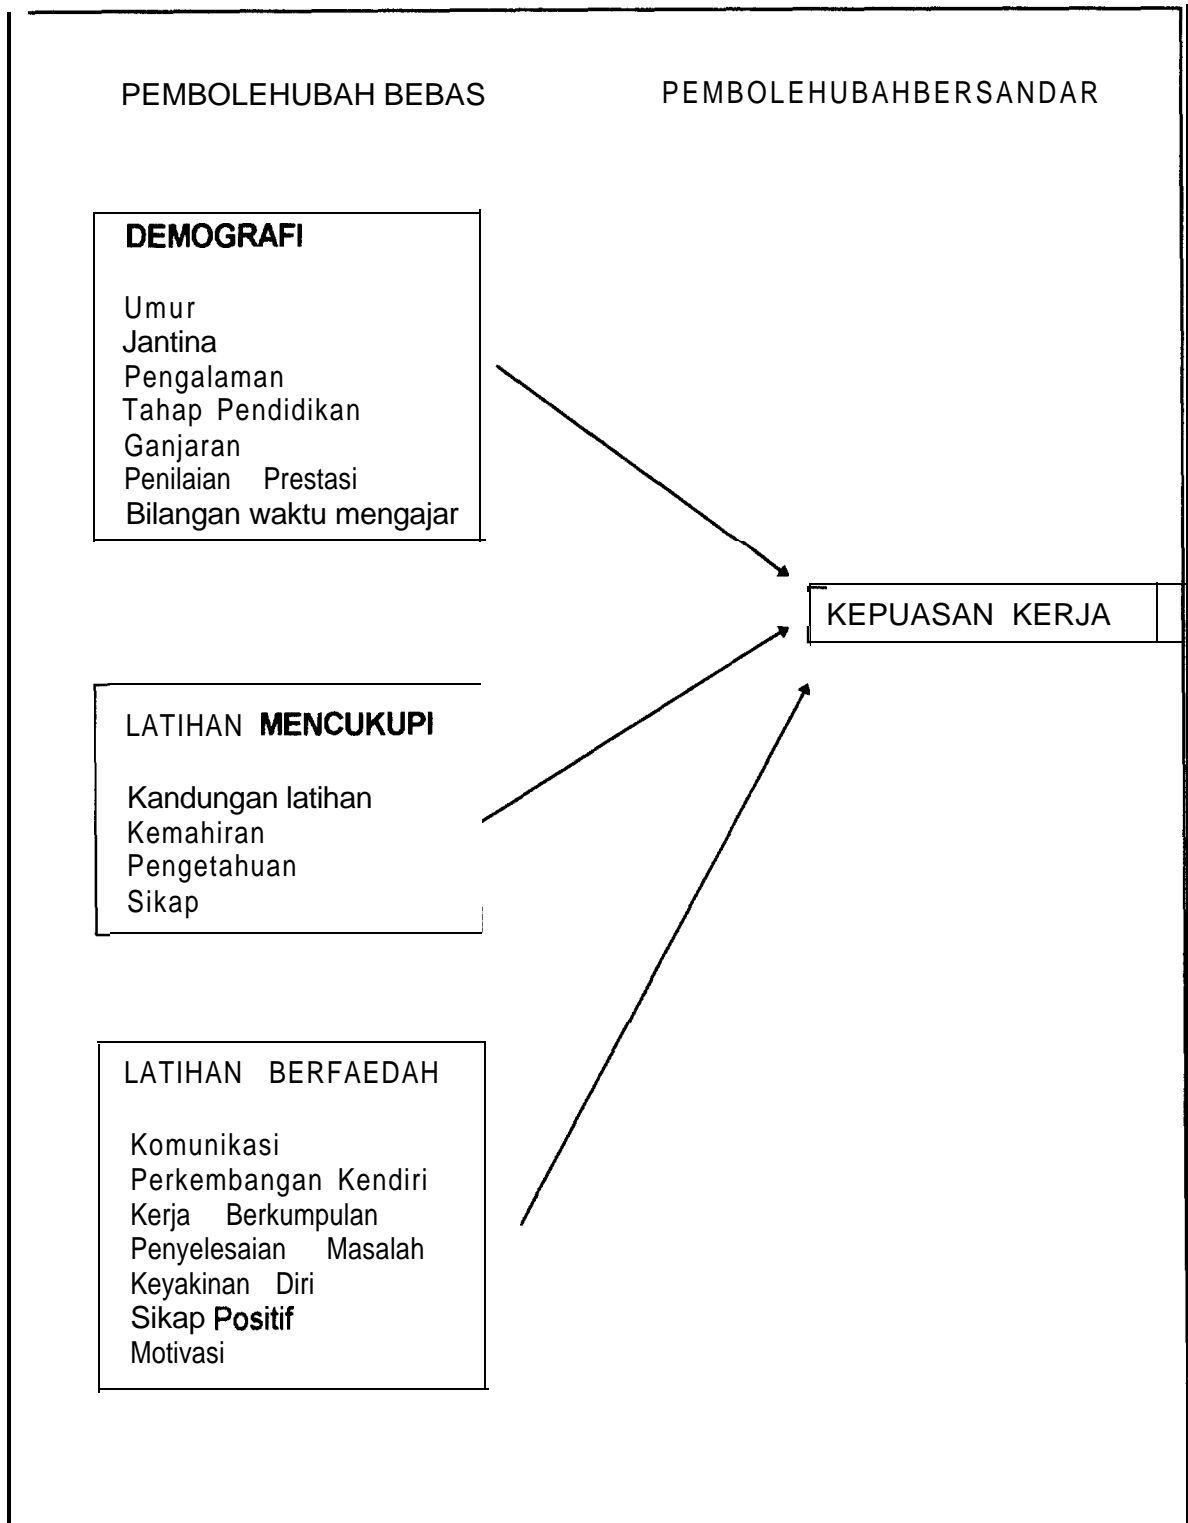 PEMBOLEHUBAH BEBAS
PEMBOLEHUBAHBERSANDAR
DEMOGRAFI
Umur
Jantina
Pengalaman
Tahap Pendidikan
Ganjaran
Penilaian Prestasi
Bilangan waktu mengajar
KEPUASAN KERJA
LATIHAN MENCUKUPI
Kandungan latihan
Kemahiran
Pengetahuan
Sikap
LATIHAN BERFAEDAH
Komunikasi
Perkembangan Kendiri
Kerja Berkumpulan
Penyelesaian Masalah
Keyakinan Diri
Sikap Positif
Motivasi